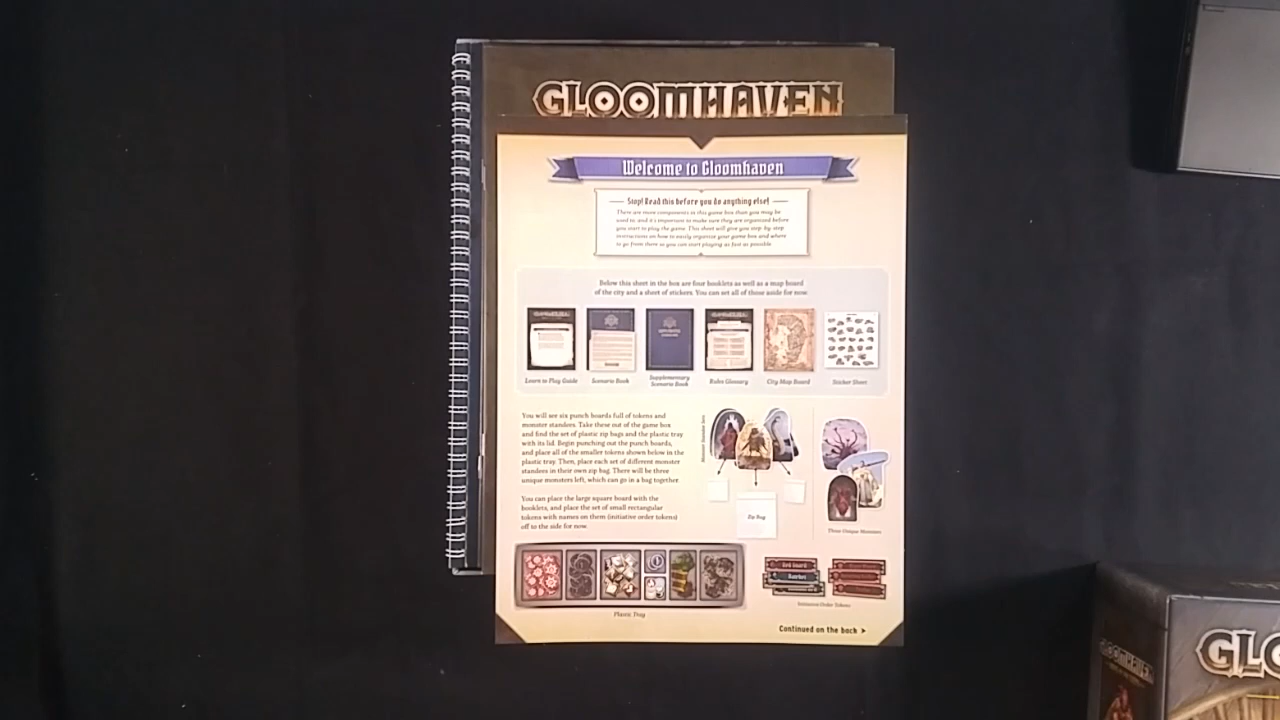 GLOOMHAVEN
Welcome to Gloomhaven
Stop! Read this before you do anything else!
There are more components in this game box than you may be
used to, and it's important to make sure they are organized before
you start to play the game. This sheet will give you step-by-step
instructions on how to easily organize your game box and where
to go from there so you can start playing as fast as possible.
Below this sheet in the box are four booklets as well as a map board
of the city and a sheet of stickers. You can set all of these aside for now.
Learn to Play Guide
Scenario Book
Supplementary
Scenario Book
Rules Glossary
City Map Board
Sticker Sheet
You will see six punch boards full of tokens and
monster standees. Take these out of the game box
and find the set of plastic zip bags and the plastic tray
with its lid. Begin punching out the punch boards,
and place all of the smaller tokens shown below in the
plastic tray. Then, place each set of different monster
standees in their own zip bag. There will be three
unique monsters left, which can go in a bag together.
Zip Bag
Three Unique Monsters
You can place the large square board with the
booklets, and place the set of small rectangular
tokens with names on them (initiative order tokens)
off to the side for now.
Plastic Tray
Initiative Order Tokens
Continued on the back ➤
GLOOMHAVEN
GLO